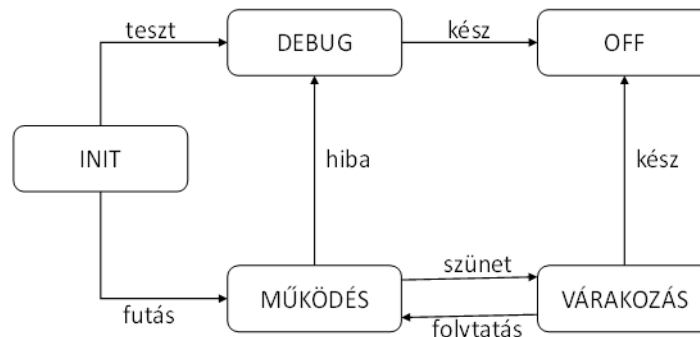 teszt
DEBUG
kész
OFF
INIT
hiba
kész
futás
MŰKÖDÉS
szünet
folytatás
VÁRAKOZÁS